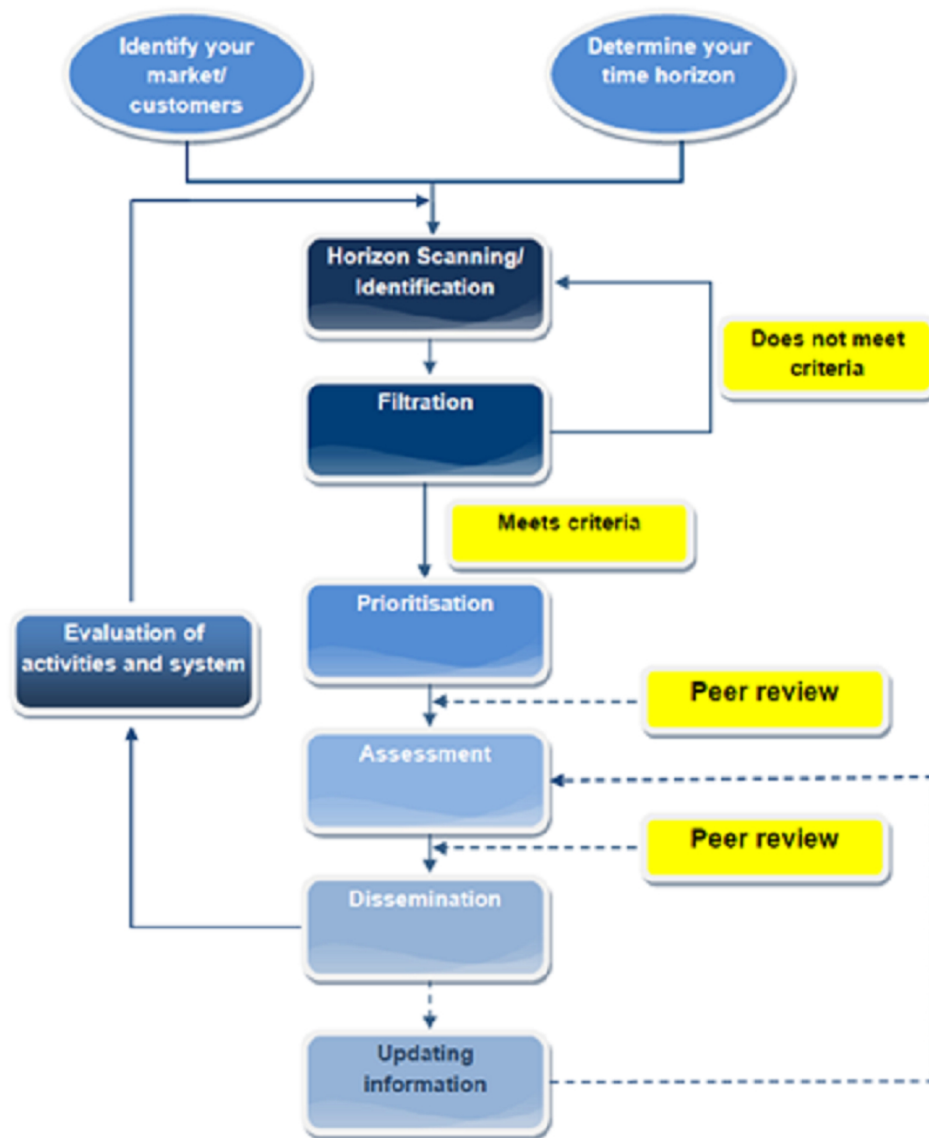 Identify your
market/
customers
Determine your
time horizon
Horizon Scanning/
Identification
Does not meet
criteria
Filtration
Meets criteria
Prioritisation
Evaluation of
activities and system
Peer review
Assessment
Peer review
Dissemination
Updating
information